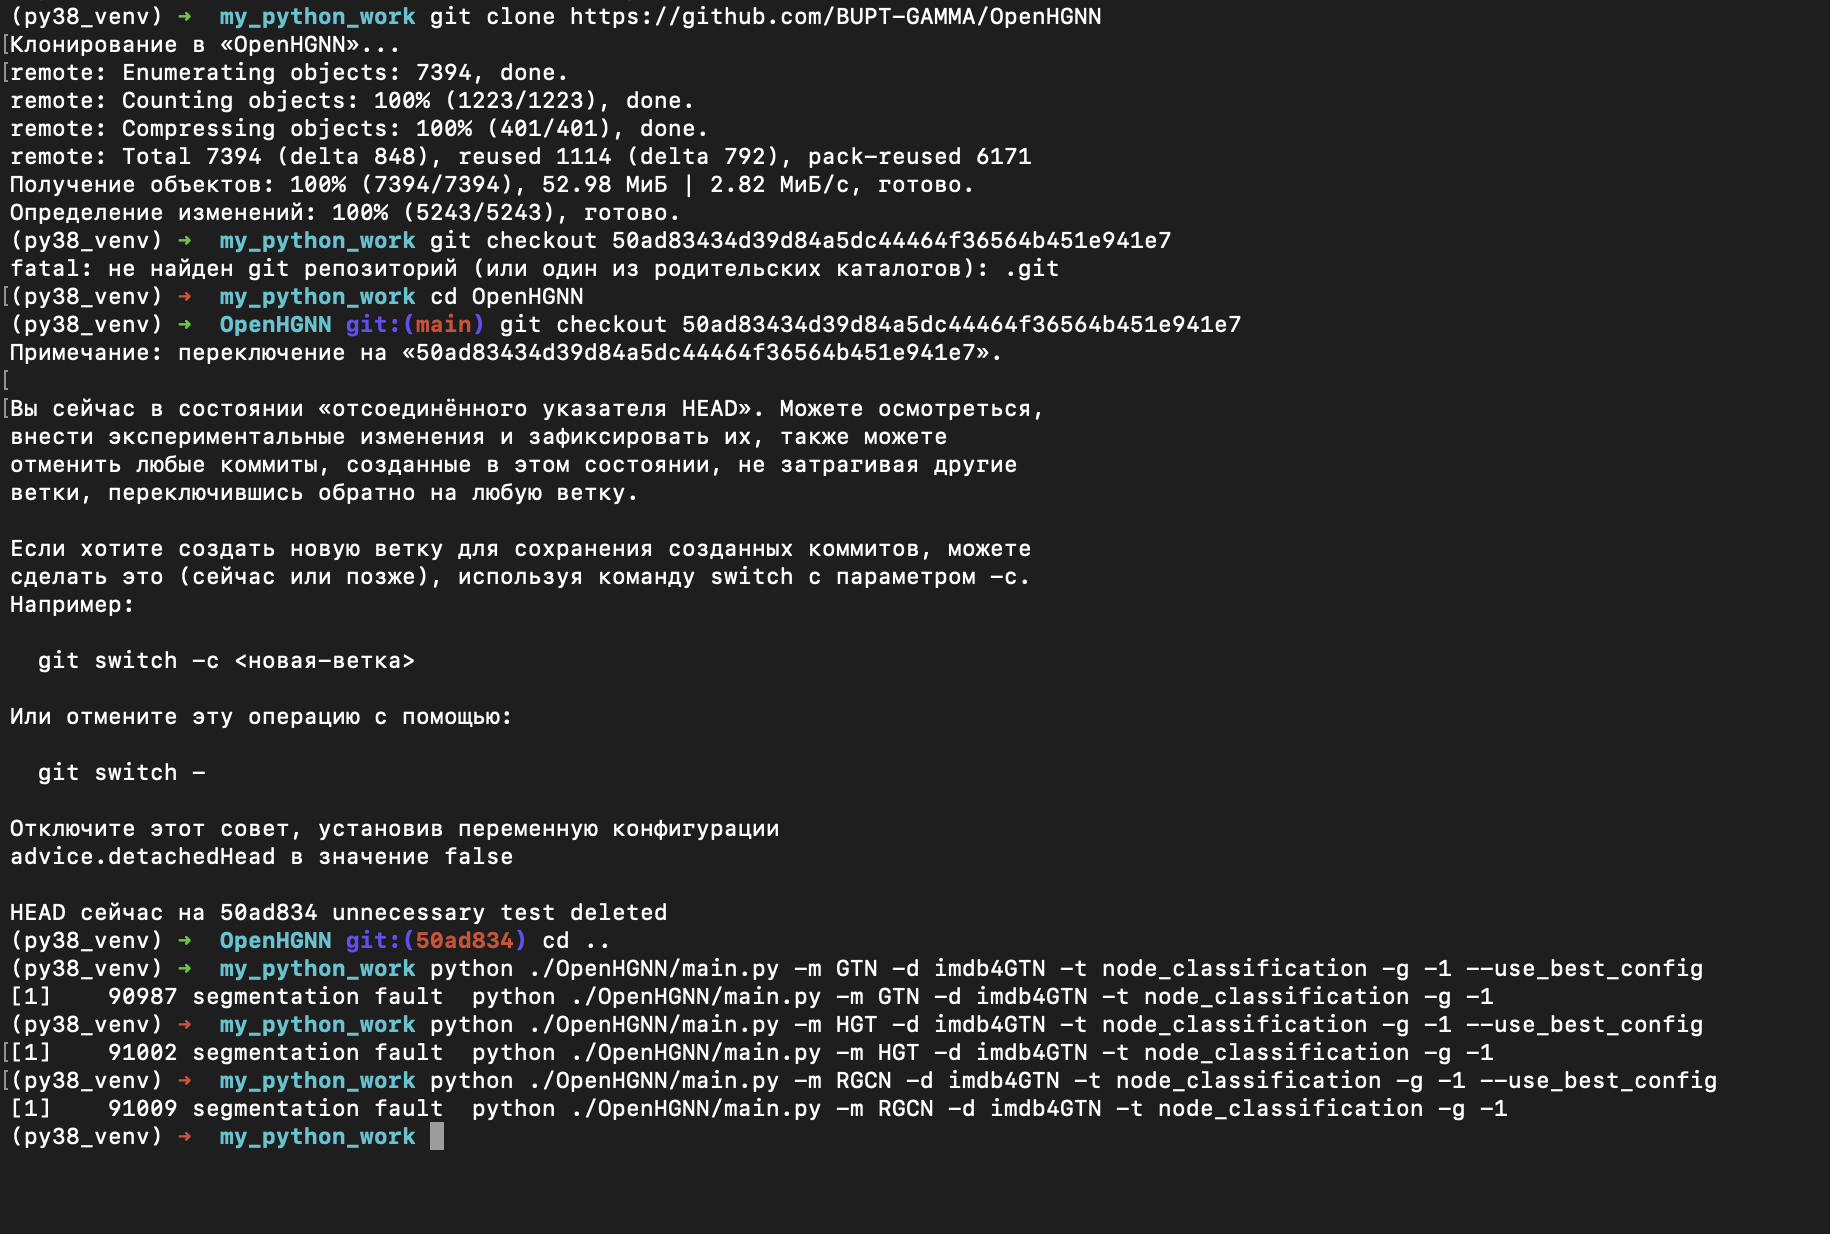 (py38_venv) ➜  my_python_work git clone https://github.com/BUPT-GAMMA/OpenHGNN
[Клонирование в «OpenHGNN»...
[remote: Enumerating objects: 7394, done.
remote: Counting objects: 100% (1223/1223), done.
remote: Compressing objects: 100% (401/401), done.
remote: Total 7394 (delta 848), reused 1114 (delta 792), pack-reused 6171
Получение объектов: 100% (7394/7394), 52.98 МиБ | 2.82 МиБ/с, готово.
Определение изменений: 100% (5243/5243), готово.
(py38_venv) ➜  my_python_work git checkout 50ad83434d39d84a5dc44464f36564b451e941e7
fatal: не найден git репозиторий (или один из родительских каталогов): .git
[(py38_venv) ➜  my_python_work cd OpenHGNN
(py38_venv) ➜  OpenHGNN git:(main) git checkout 50ad83434d39d84a5dc44464f36564b451e941e7
Примечание: переключение на «50ad83434d39d84a5dc44464f36564b451e941e7».
[
[Вы сейчас в состоянии «отсоединённого указателя HEAD». Можете осмотреться,
внести экспериментальные изменения и зафиксировать их, также можете
отменить любые коммиты, созданные в этом состоянии, не затрагивая другие
ветки, переключившись обратно на любую ветку.
Если хотите создать новую ветку для сохранения созданных коммитов, можете
сделать это (сейчас или позже), используя команду switch с параметром -c.
Например:
git switch -c <новая-ветка>
Или отмените эту операцию с помощью:
git switch -
Отключите этот совет, установив переменную конфигурации
advice.detachedHead в значение false
HEAD сейчас на 50ad834 unnecessary test deleted
(py38_venv) ➜  OpenHGNN git:(50ad834) cd ..
(py38_venv) ➜  my_python_work python ./OpenHGNN/main.py -m GTN -d imdb4GTN -t node_classification -g -1 --use_best_config
[1]    90987 segmentation fault  python ./OpenHGNN/main.py -m GTN -d imdb4GTN -t node_classification -g -1
(py38_venv) ➜  my_python_work python ./OpenHGNN/main.py -m HGT -d imdb4GTN -t node_classification -g -1 --use_best_config
[[1]    91002 segmentation fault  python ./OpenHGNN/main.py -m HGT -d imdb4GTN -t node_classification -g -1
[(py38_venv) ➜  my_python_work python ./OpenHGNN/main.py -m RGCN -d imdb4GTN -t node_classification -g -1 --use_best_config
[1]    91009 segmentation fault  python ./OpenHGNN/main.py -m RGCN -d imdb4GTN -t node_classification -g -1
(py38_venv) ➜  my_python_work